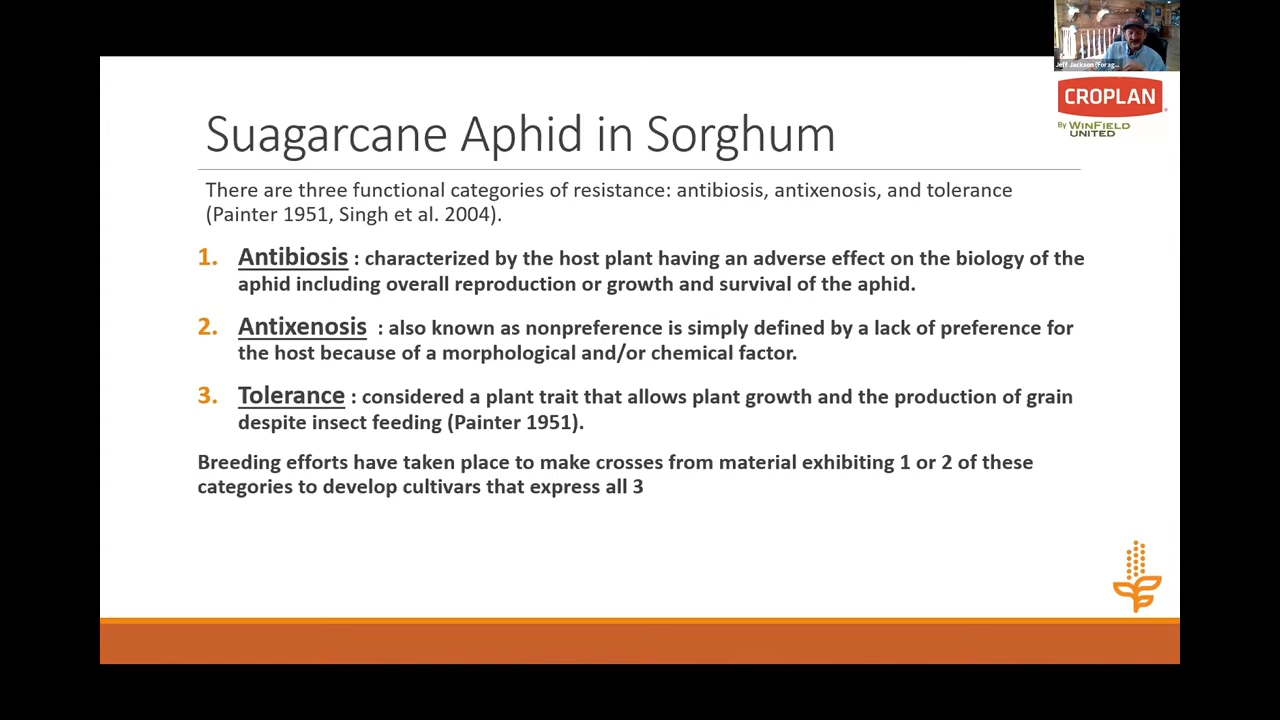 Jeff Jackson (Forag...
CROPLAN
By WINFIELD
UNITED
Suagarcane Aphid in Sorghum
There are three functional categories of resistance: antibiosis, antixenosis, and tolerance
(Painter 1951, Singh et al. 2004).
1. Antibiosis : characterized by the host plant having an adverse effect on the biology of the
aphid including overall reproduction or growth and survival of the aphid.
2. Antixenosis : also known as nonpreference is simply defined by a lack of preference for
the host because of a morphological and/or chemical factor.
3. Tolerance : considered a plant trait that allows plant growth and the production of grain
despite insect feeding (Painter 1951).
Breeding efforts have taken place to make crosses from material exhibiting 1 or 2 of these
categories to develop cultivars that express all 3